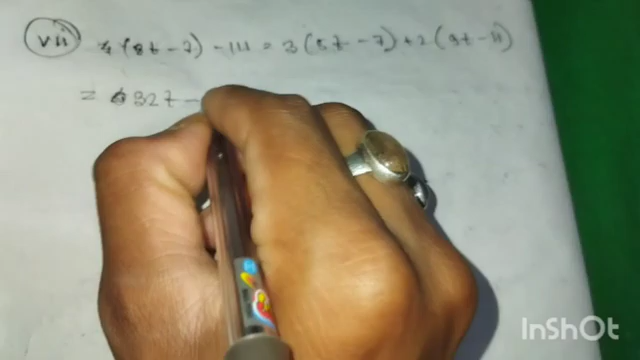 vii 4(8t-7) - 111 = 3(5t-7) + 2(9t-11)
= 32t -
InShOt